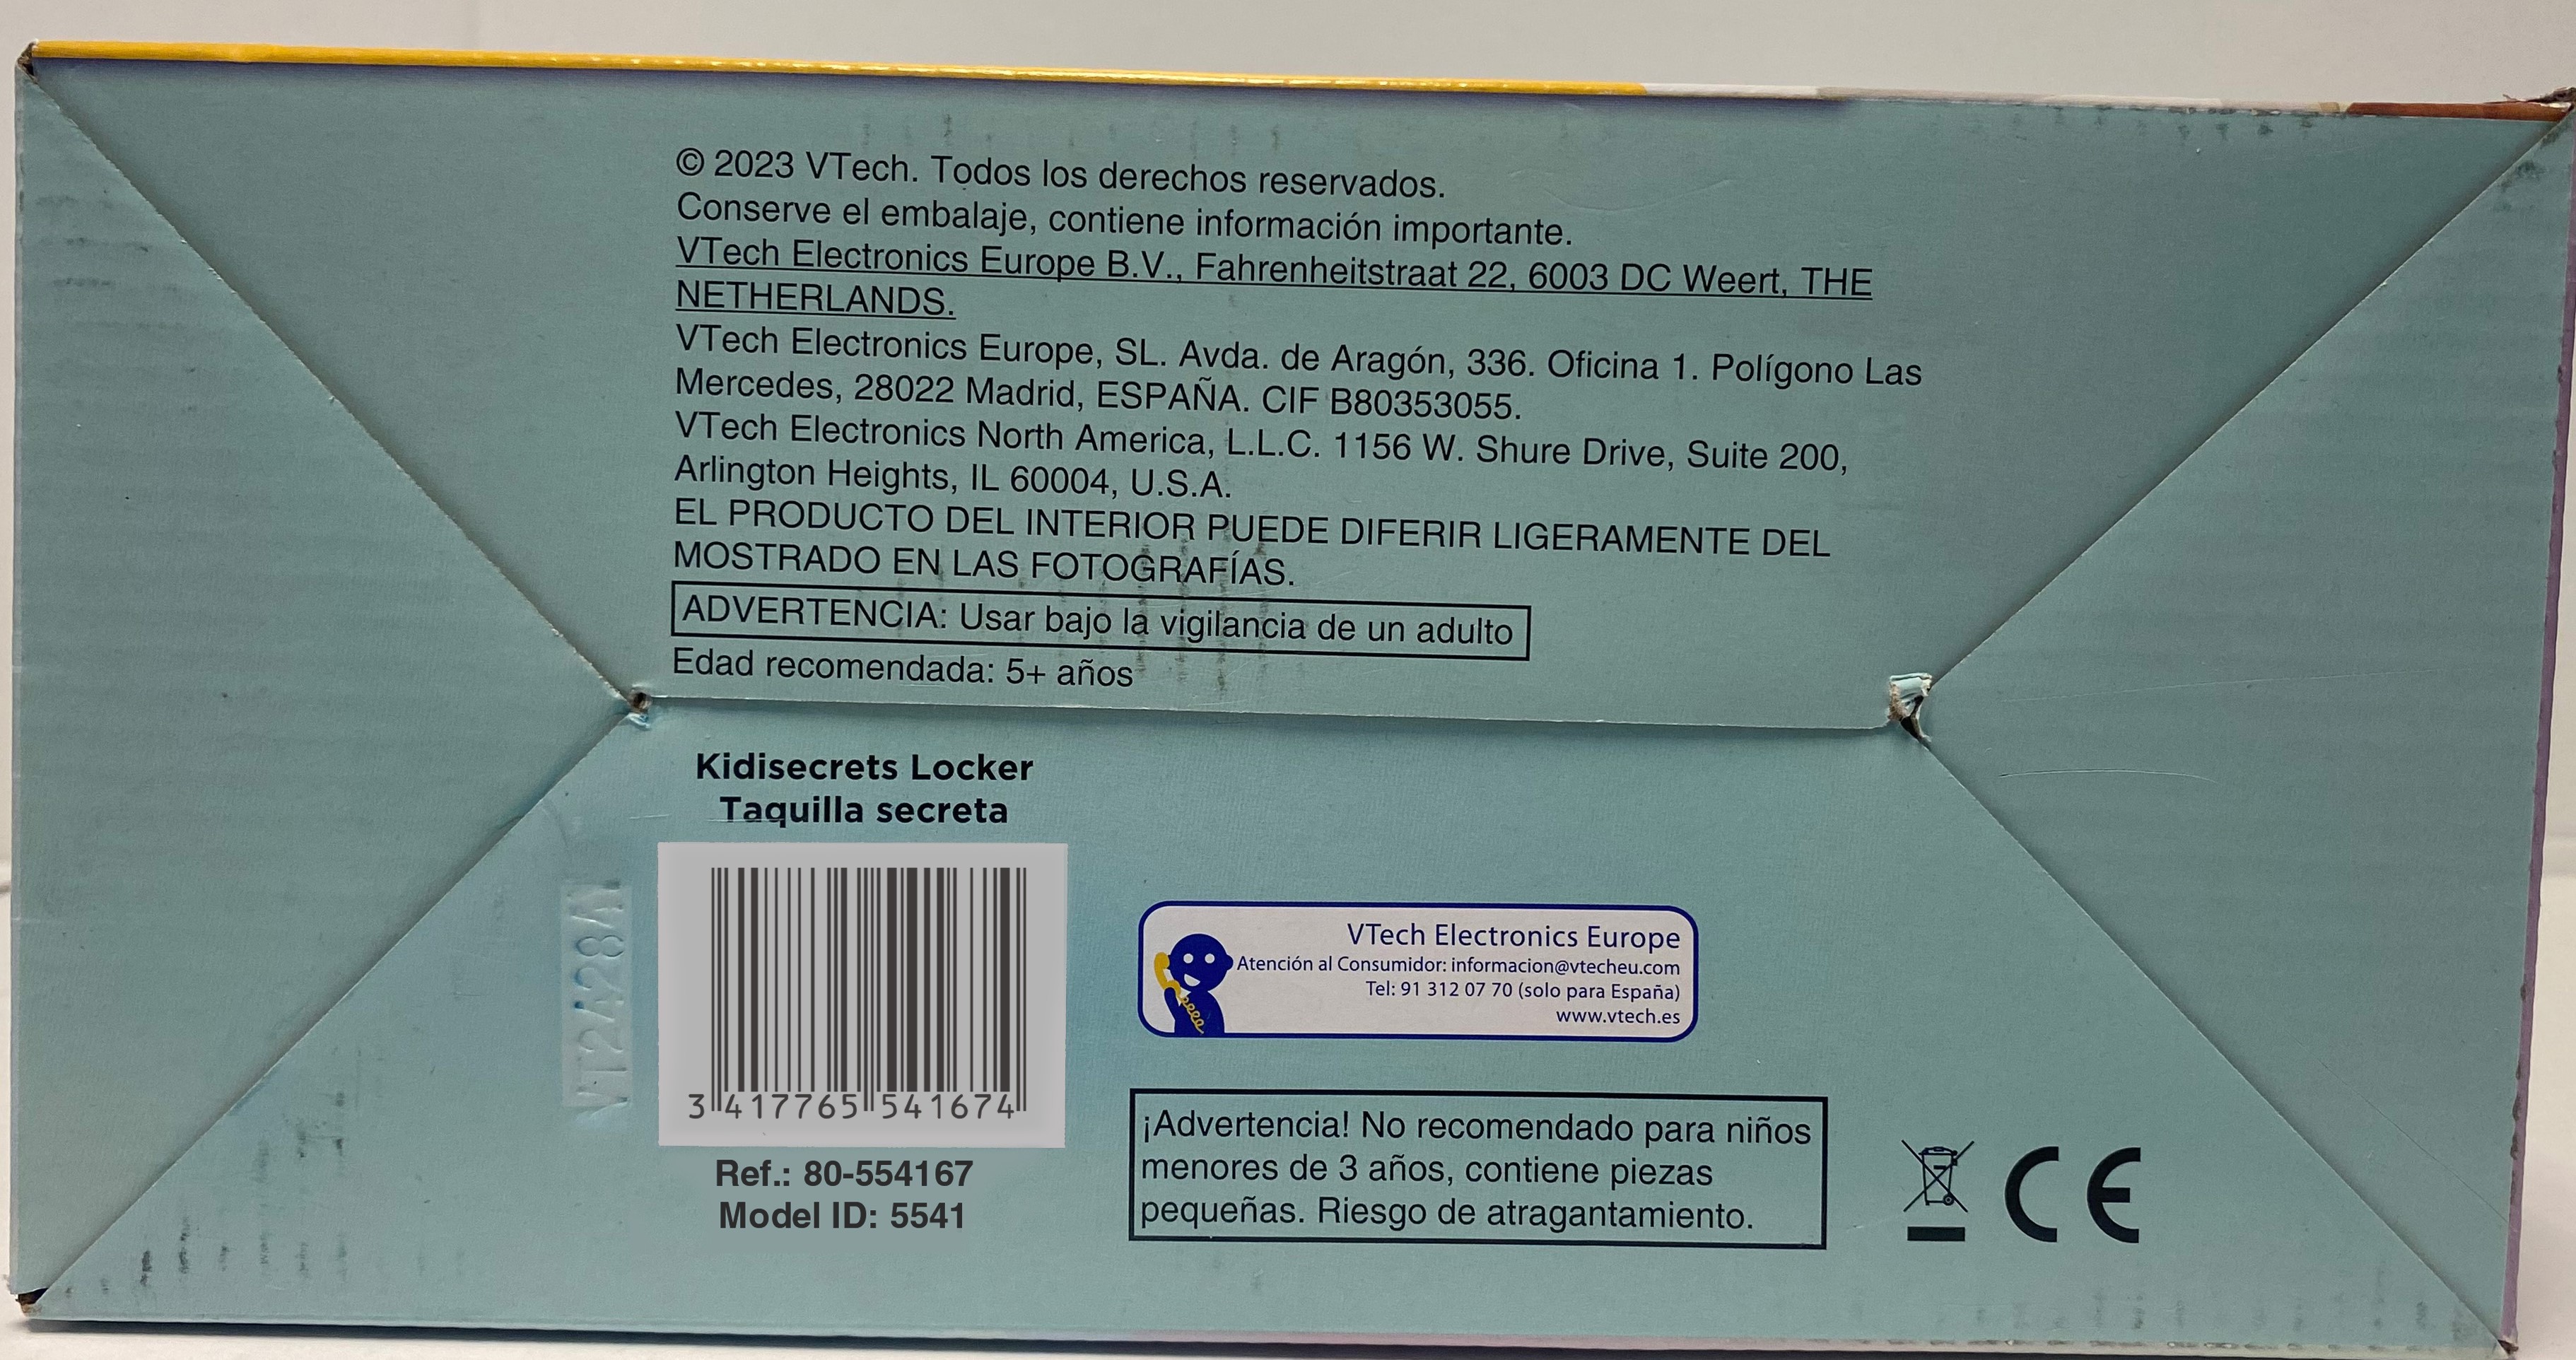 © 2023 VTech. Todos los derechos reservados.
Conserve el embalaje, contiene información importante.
VTech Electronics Europe B.V., Fahrenheitstraat 22, 6003 DC Weert, THE
NETHERLANDS.
VTech Electronics Europe, SL. Avda. de Aragón, 336. Oficina 1. Polígono Las
Mercedes, 28022 Madrid, ESPAÑA. CIF B80353055.
VTech Electronics North America, L.L.C. 1156 W. Shure Drive, Suite 200,
Arlington Heights, IL 60004, U.S.A.
EL PRODUCTO DEL INTERIOR PUEDE DIFERIR LIGERAMENTE DEL
MOSTRADO EN LAS FOTOGRAFÍAS.
ADVERTENCIA: Usar bajo la vigilancia de un adulto
Edad recomendada: 5+ años
Kidisecrets Locker
Taquilla secreta
3 417765 541674
Ref.: 80-554167
Model ID: 5541
VTech Electronics Europe
Atención al Consumidor: informacion@vtecheu.com
Tel: 91 312 07 70 (solo para España)
www.vtech.es
¡Advertencia! No recomendado para niños
menores de 3 años, contiene piezas
pequeñas. Riesgo de atragantamiento.
CE